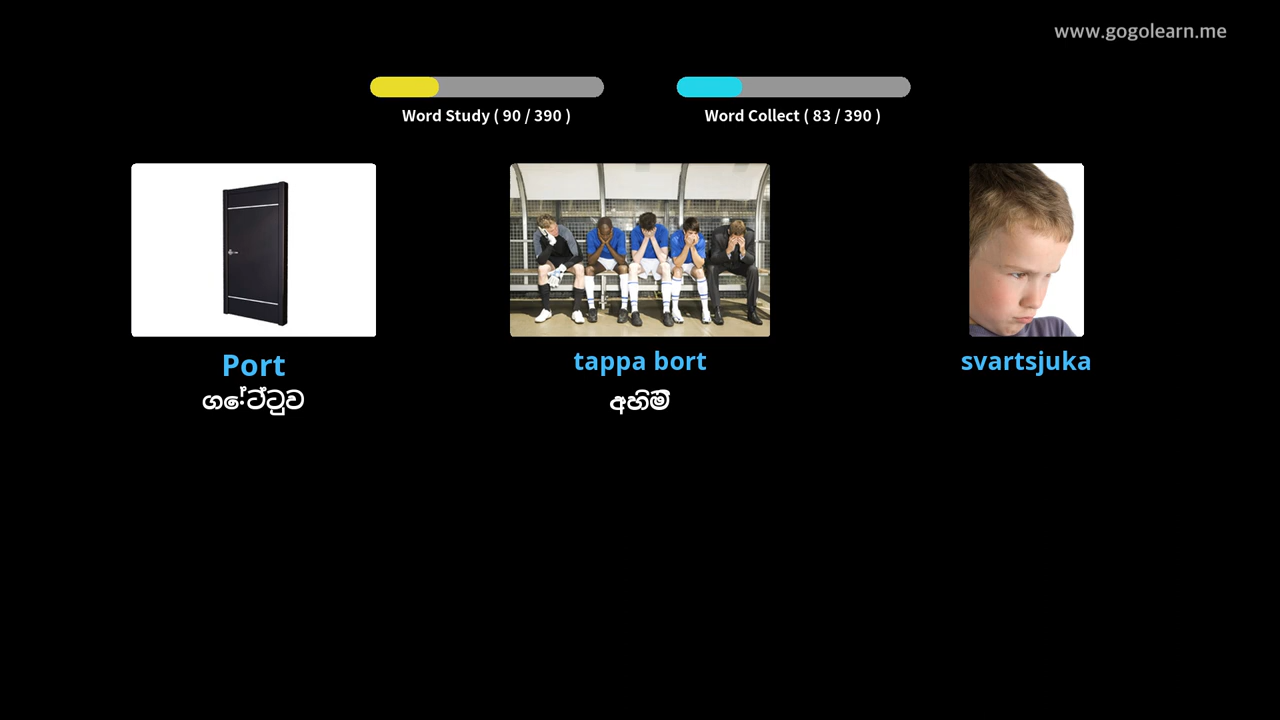 www.gogolearn.me
Word Study ( 90 / 390 )
Word Collect ( 83 / 390 )
Port
ගේට්ටුව
tappa bort
අහිමි
svartsjuka